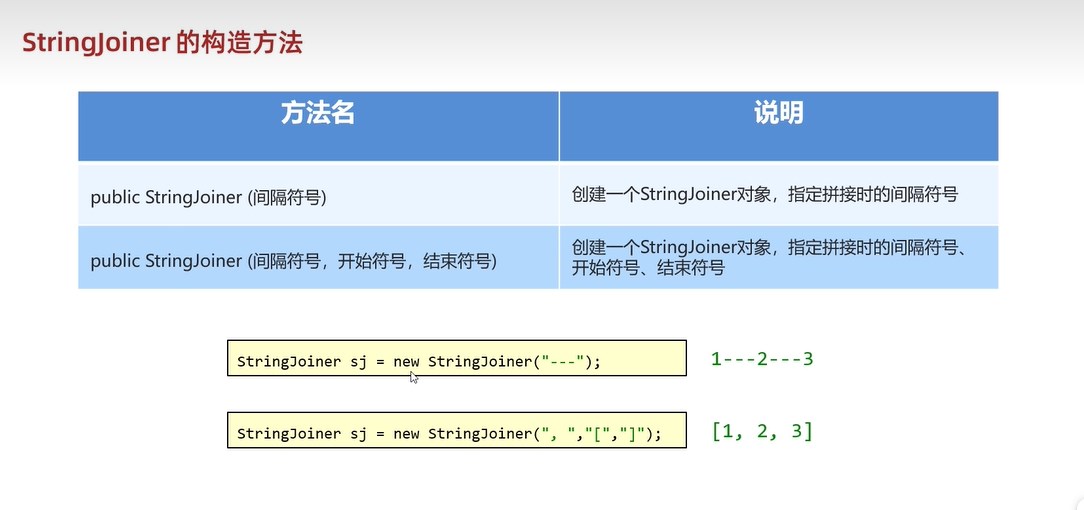 StringJoiner 的构造方法
方法名
说明
public StringJoiner (间隔符号)
创建一个StringJoiner对象，指定拼接时的间隔符号
public StringJoiner (间隔符号，开始符号，结束符号)
创建一个StringJoiner对象，指定拼接时的间隔符号、
开始符号、结束符号
StringJoiner sj = new StringJoiner("---");
1---2---3
StringJoiner sj = new StringJoiner(", ","[","]");
[1, 2, 3]